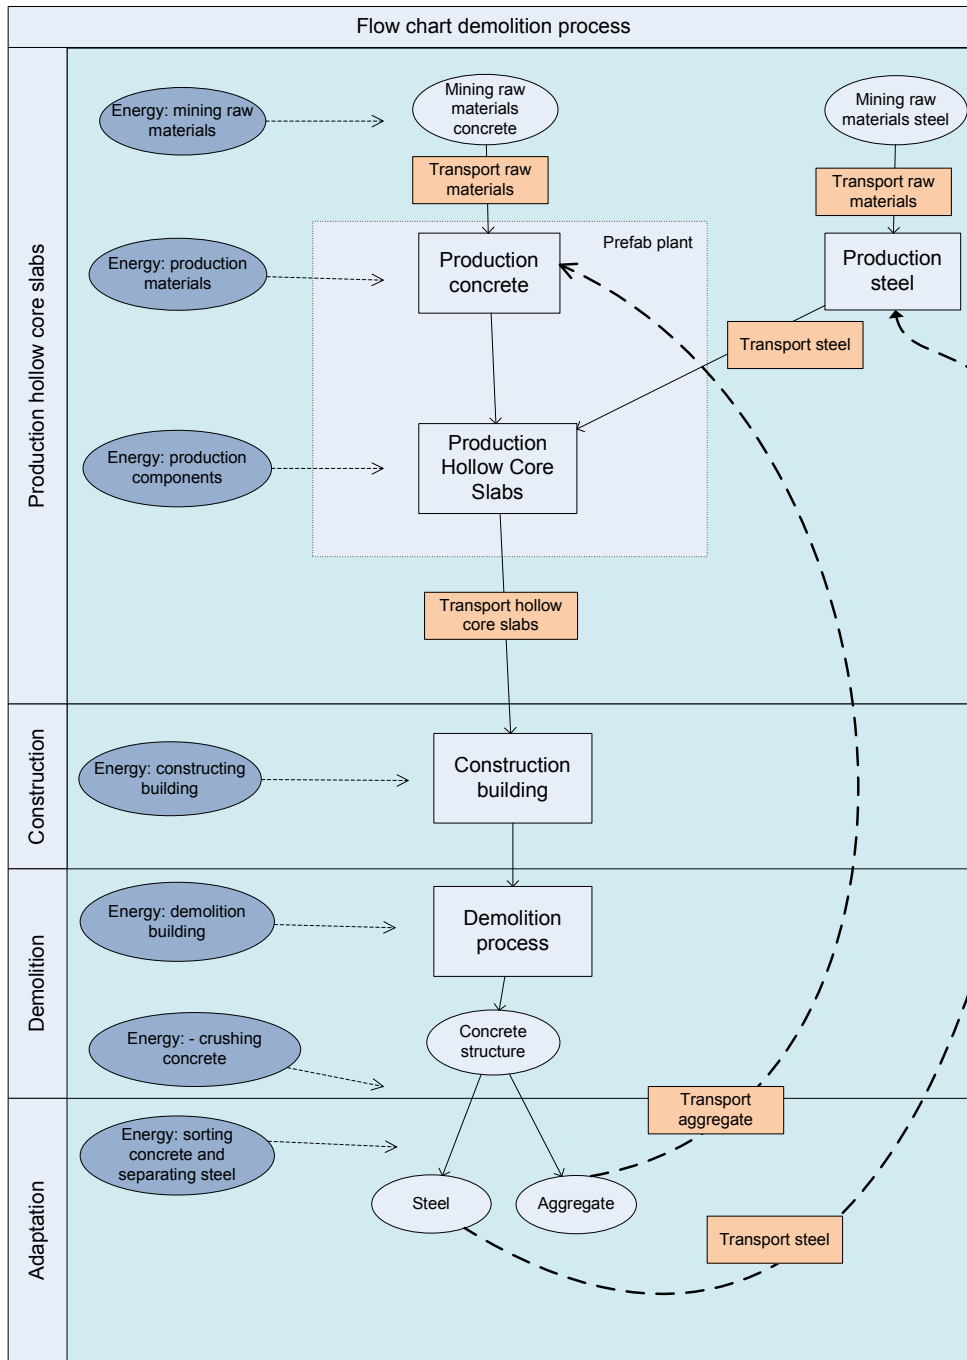 Flow chart demolition process
Production hollow core slabs
Energy: mining raw
materials
Mining raw
materials
concrete
Mining raw
materials steel
Transport raw
materials
Transport raw
materials
Prefab plant
Energy: production
materials
Production
concrete
Production
steel
Transport steel
Energy: production
components
Production
Hollow Core
Slabs
Transport hollow
core slabs
Construction
Energy: constructing
building
Construction
building
Demolition
Energy: demolition
building
Demolition
process
Energy: - crushing
concrete
Concrete
structure
Adaptation
Energy: sorting
concrete and
separating steel
Transport
aggregate
Steel
Aggregate
Transport steel